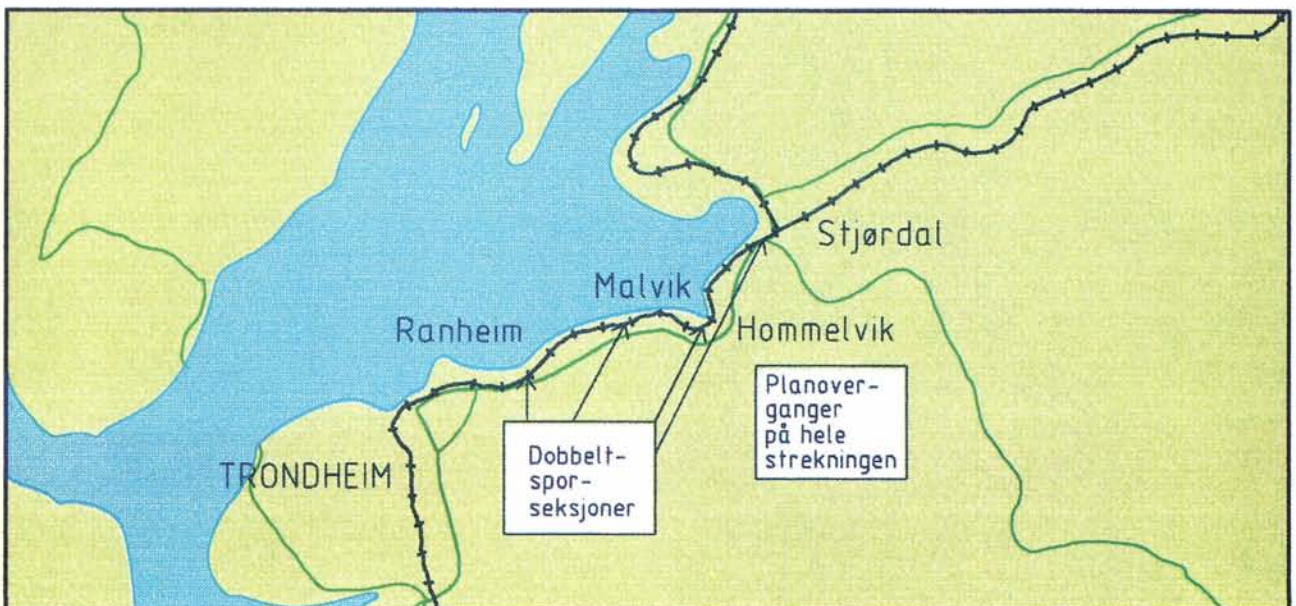 Stjørdal
Malvik
Ranheim
Hommelvik
Planover-
ganger
på hele
strekningen
TRONDHEIM
Dobbelt-
spor-
seksjoner